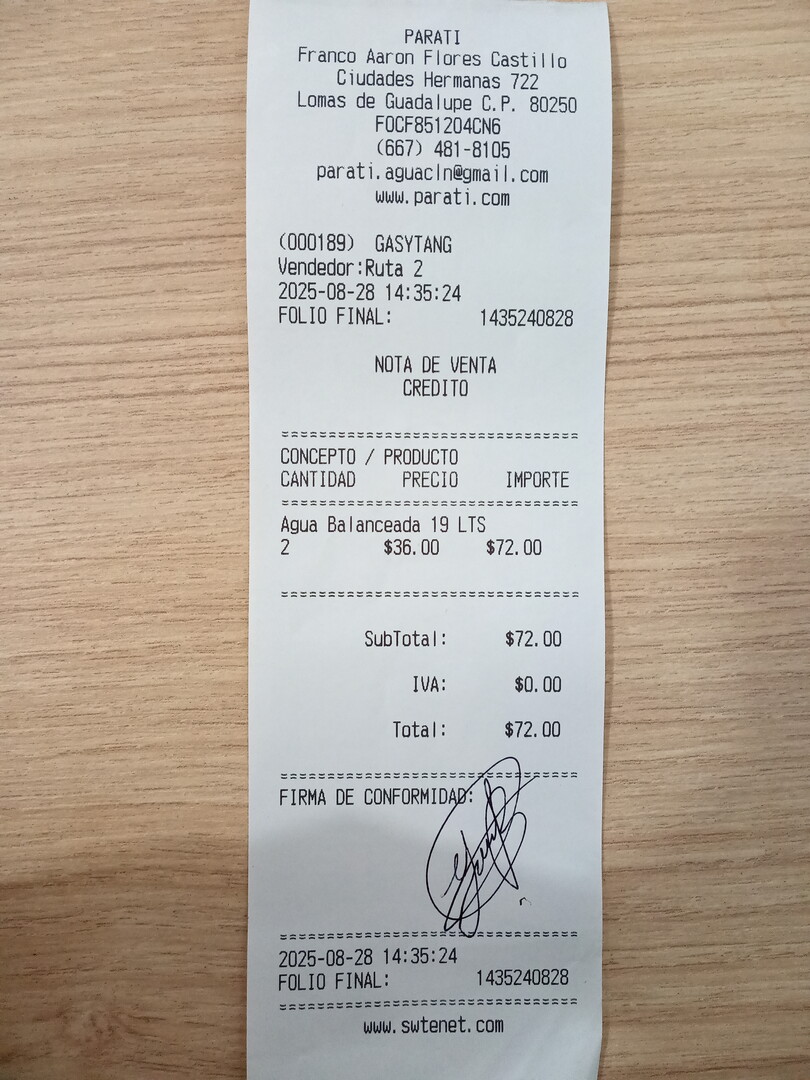 PARATI
Franco Aaron Flores Castillo
Ciudades Hermanas 722
Lomas de Guadalupe C.P. 80250
FOCF851204CN6
(667) 481-8105
parati.aguacln@gmail.com
www.parati.com
(000189) GASYTANG
Vendedor:Ruta 2
2025-08-28 14:35:24
FOLIO FINAL: 1435240828
NOTA DE VENTA
CREDITO
CONCEPTO / PRODUCTO
CANTIDAD PRECIO IMPORTE
Agua Balanceada 19 LTS
2 $36.00 $72.00
SubTotal: $72.00
IVA: $0.00
Total: $72.00
FIRMA DE CONFORMIDAD:
2025-08-28 14:35:24
FOLIO FINAL: 1435240828
www.swtenet.com